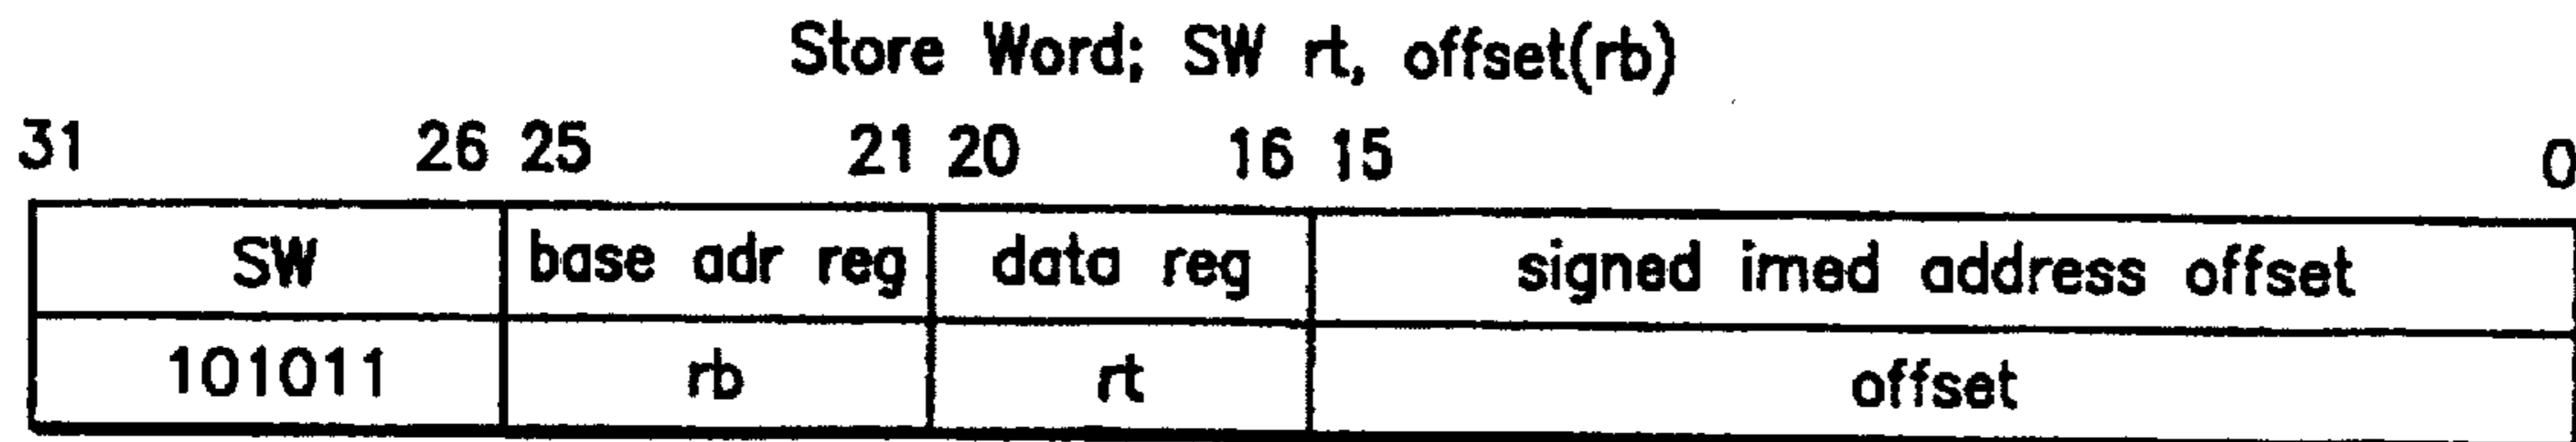 Store Word; SW rt, offset(rb)
31 26 25 21 20 16 15 0
SW base adr reg data reg signed imed address offset
101011 rb rt offset